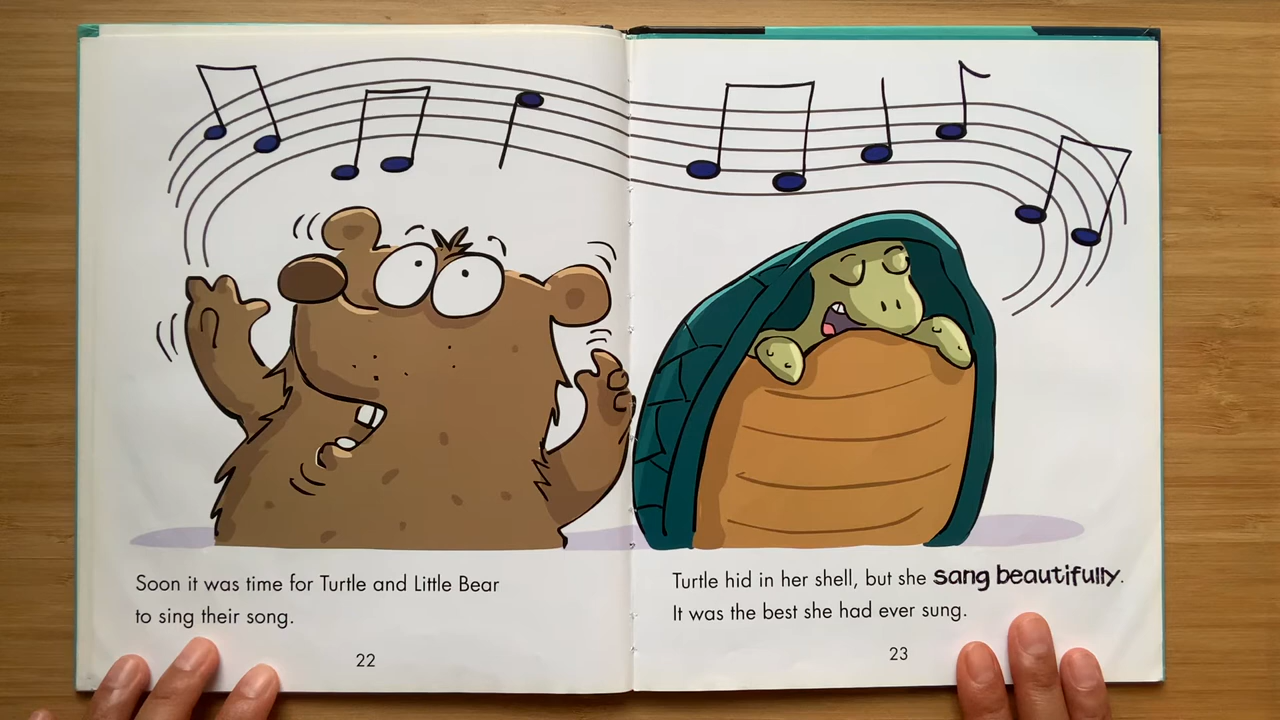 Soon it was time for Turtle and Little Bear
to sing their song.
22
Turtle hid in her shell, but she sang beautifully.
It was the best she had ever sung.
23